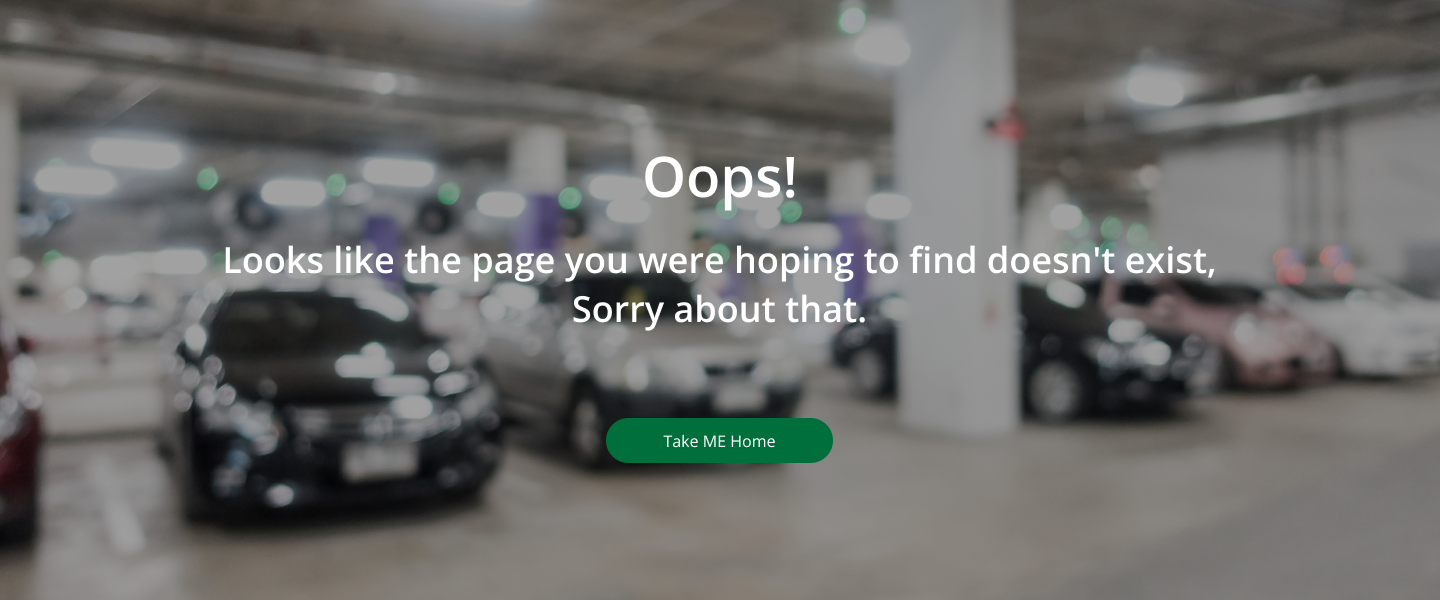 Oops!
Looks like the page you were hoping to find doesn't exist,
Sorry about that.
Take ME Home